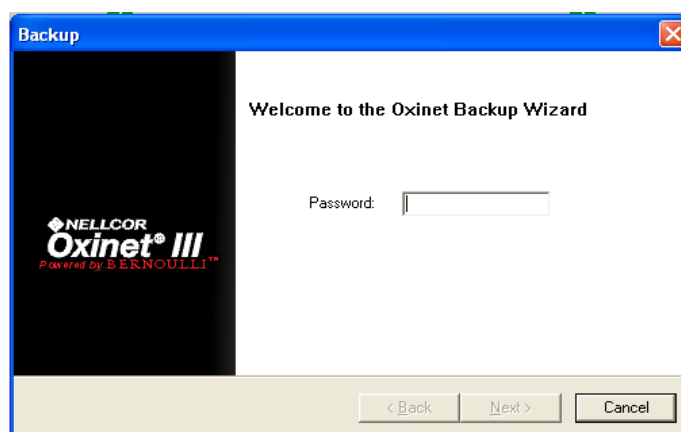 Backup
Welcome to the Oxinet Backup Wizard
Password:
NELLCOR
Oxinet® III
Powered by BERNOULLI™
< Back
Next >
Cancel